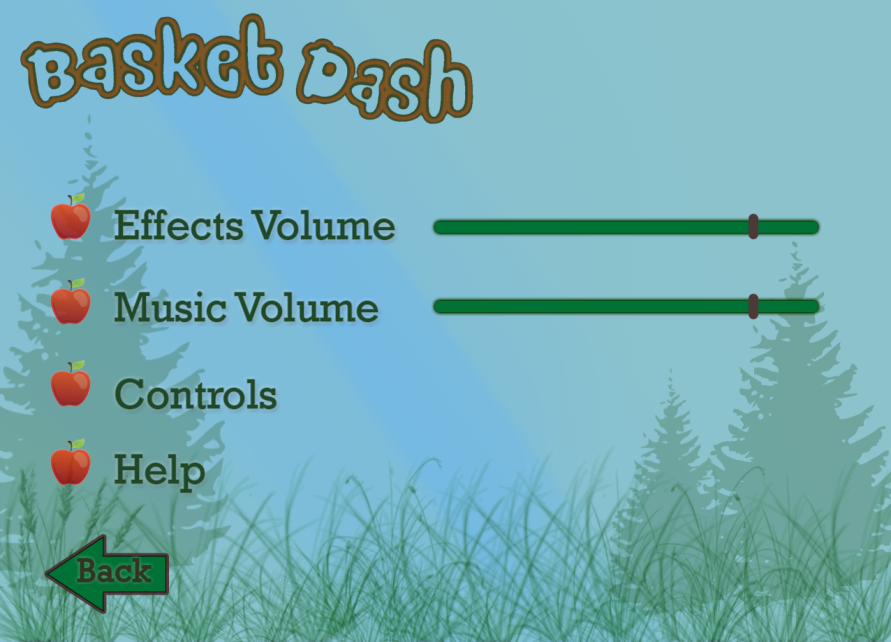 Basket Dash
Effects Volume
Music Volume
Controls
Help
Back